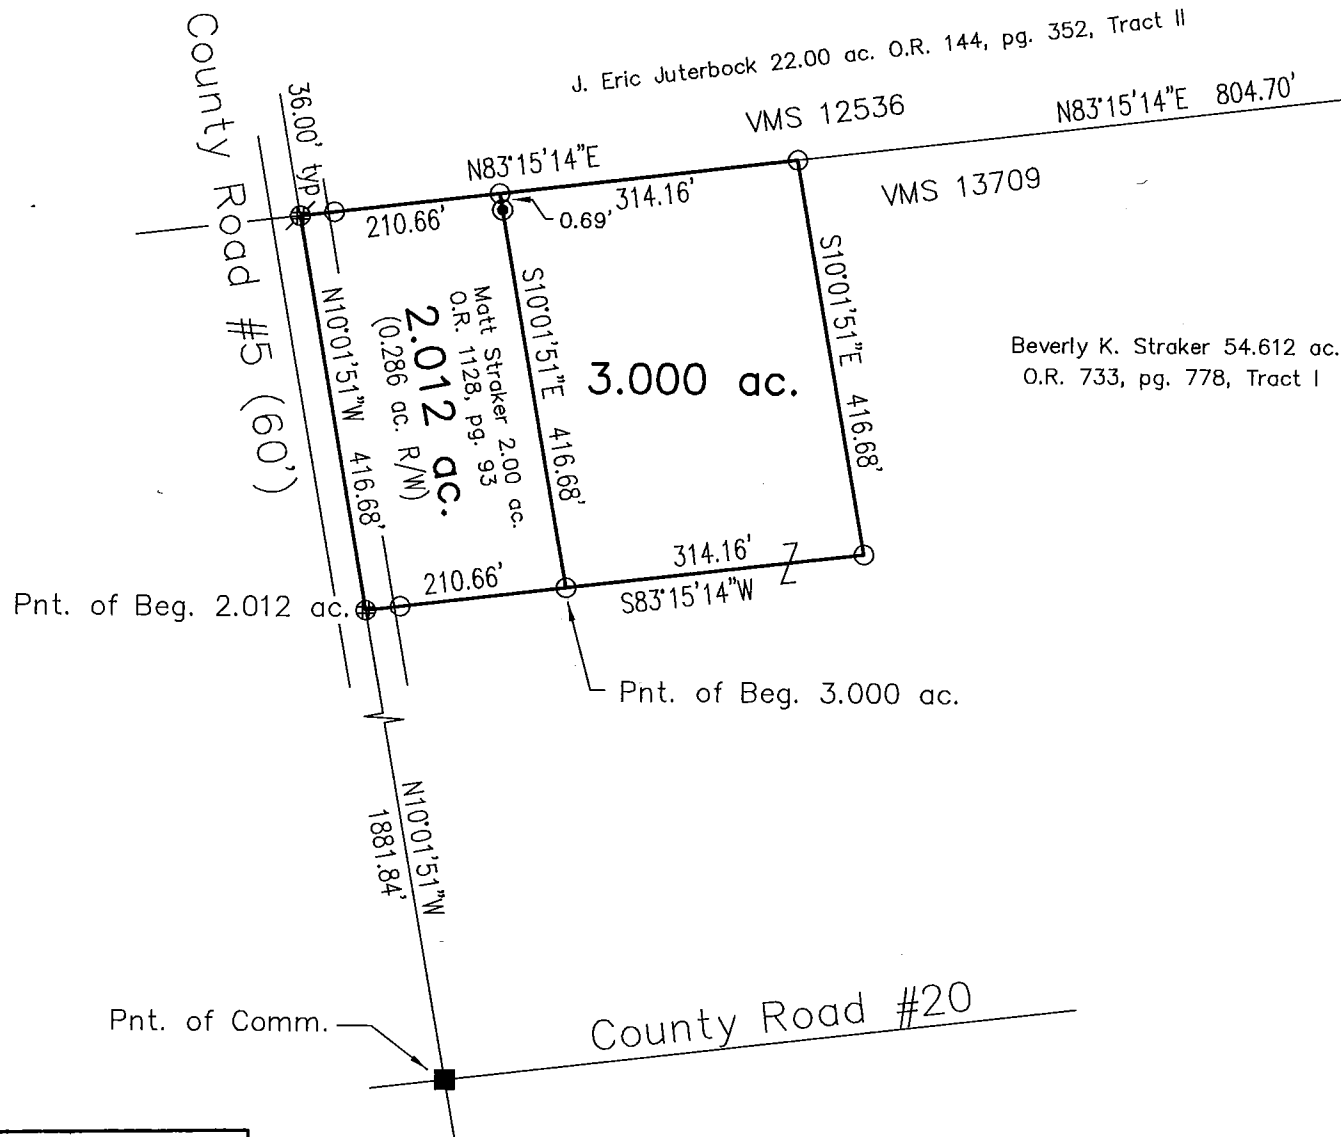 J. Eric Juterbock 22.00 ac. O.R. 144, pg. 352, Tract II
VMS 12536
N83°15'14"E 804.70'
VMS 13709
County Road #5 (60')
36.00' typ.
N83°15'14"E
210.66'
314.16'
0.69'
N10°01'51"W 416.68'
2.012 ac.
(0.286 ac. R/W)
Matt Straker 2.00 ac.
O.R. 1128, pg. 93
S10°01'51"E 416.68'
3.000 ac.
S10°01'51"E 416.68'
Beverly K. Straker 54.612 ac.
O.R. 733, pg. 778, Tract I
210.66'
314.16'
Z
S83°15'14"W
Pnt. of Beg. 2.012 ac.
Pnt. of Beg. 3.000 ac.
N10°01'51"W
1881.84'
Pnt. of Comm.
County Road #20